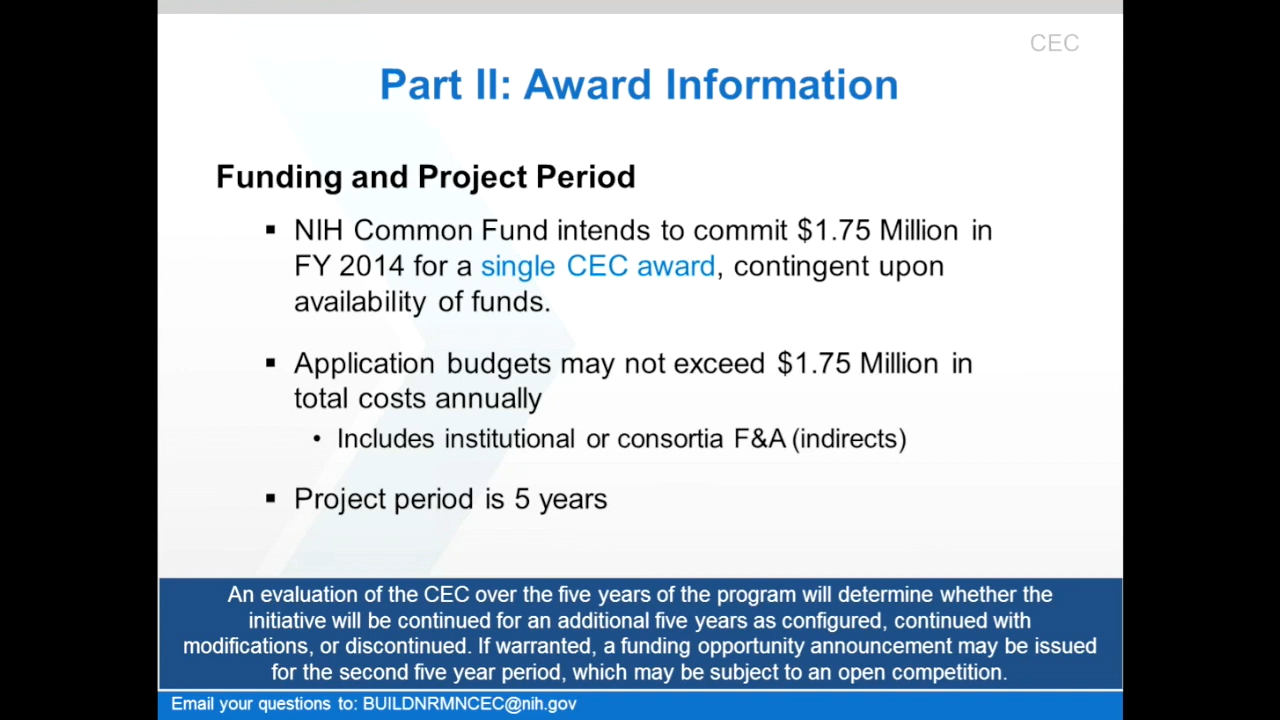 CEC
Part II: Award Information
Funding and Project Period
▪ NIH Common Fund intends to commit $1.75 Million in
FY 2014 for a single CEC award, contingent upon
availability of funds.
▪ Application budgets may not exceed $1.75 Million in
total costs annually
• Includes institutional or consortia F&A (indirects)
▪ Project period is 5 years
An evaluation of the CEC over the five years of the program will determine whether the
initiative will be continued for an additional five years as configured, continued with
modifications, or discontinued. If warranted, a funding opportunity announcement may be issued
for the second five year period, which may be subject to an open competition.
Email your questions to: BUILDNRMNCEC@nih.gov